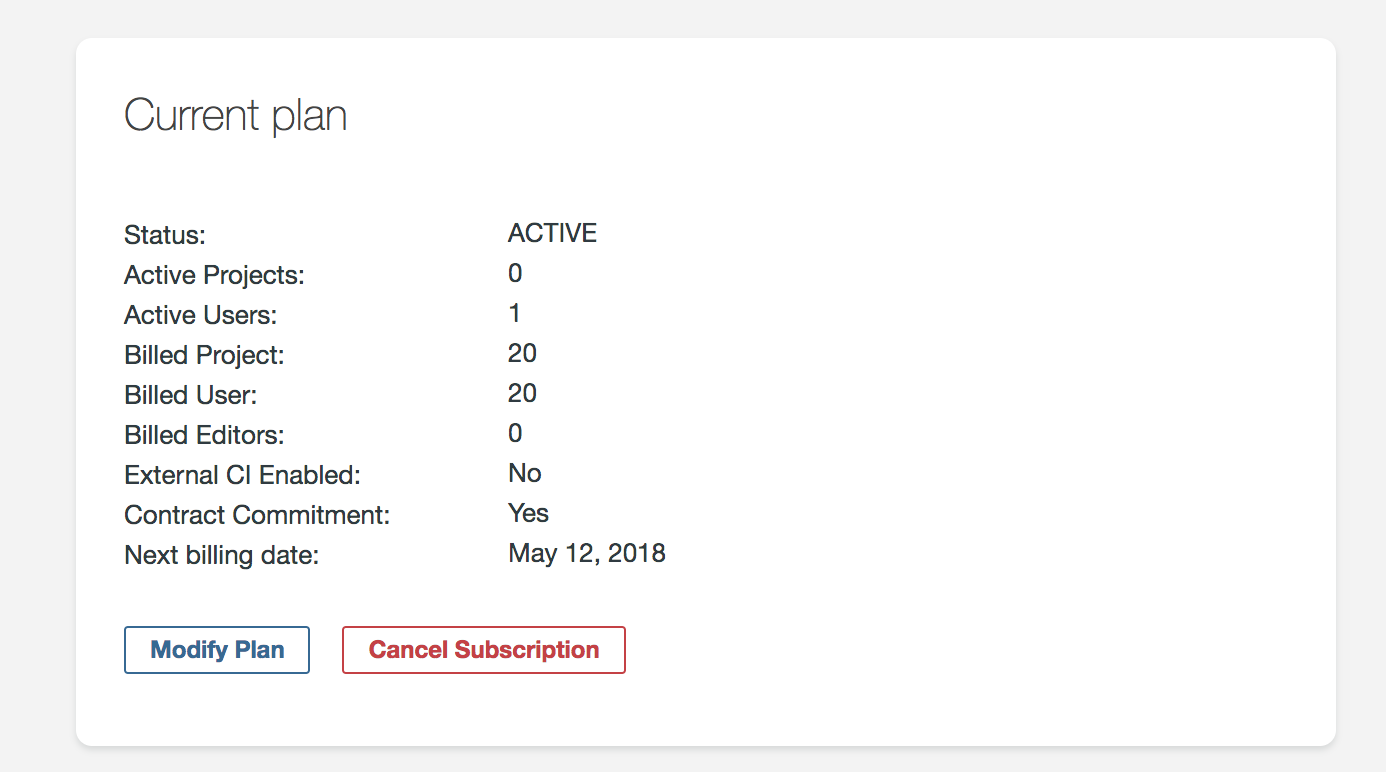 Current plan
Status: ACTIVE
Active Projects: 0
Active Users: 1
Billed Project: 20
Billed User: 20
Billed Editors: 0
External CI Enabled: No
Contract Commitment: Yes
Next billing date: May 12, 2018
Modify Plan Cancel Subscription